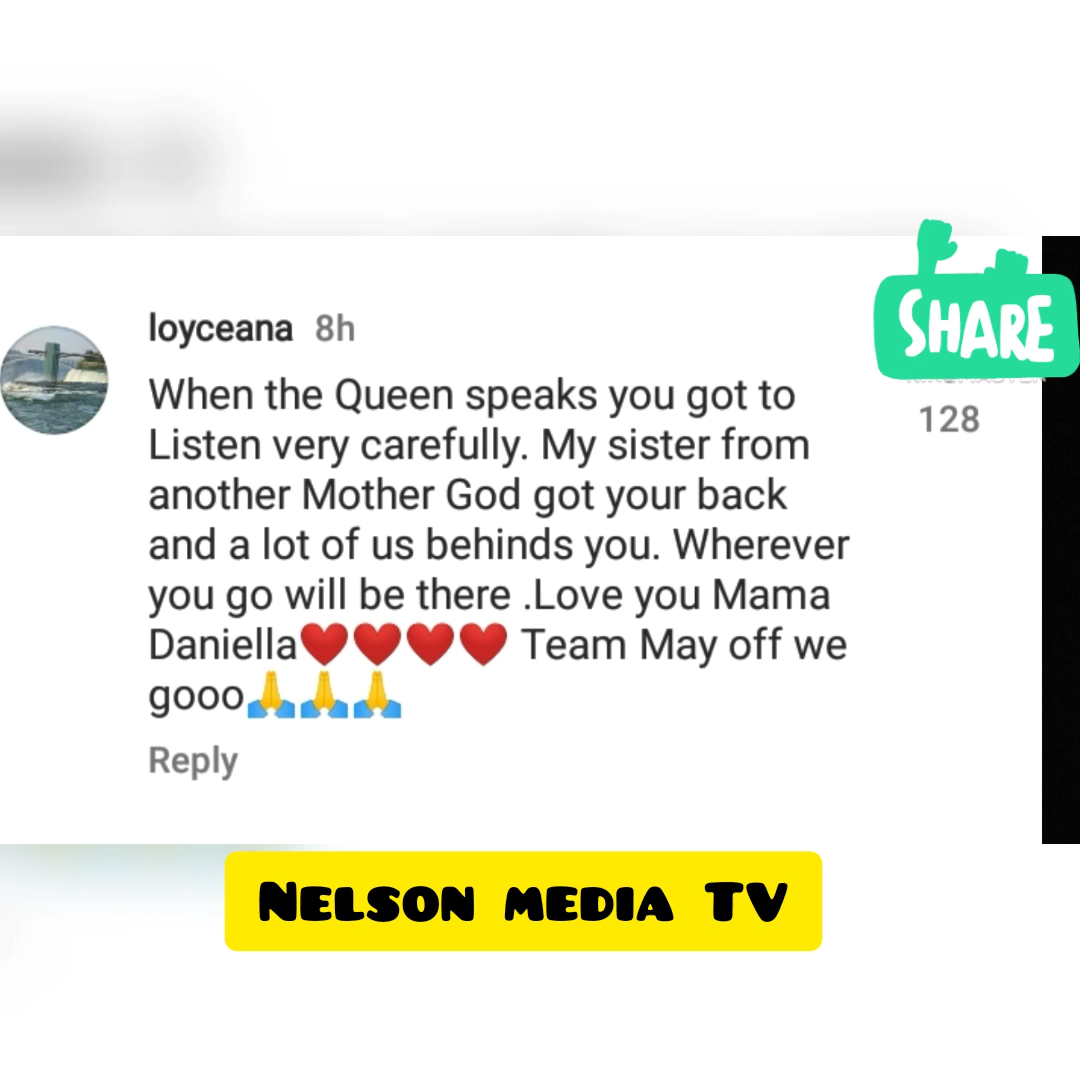 SHARE
loyceana 8h
When the Queen speaks you got to
Listen very carefully. My sister from
another Mother God got your back
and a lot of us behinds you. Wherever
you go will be there .Love you Mama
Daniella❤️❤️❤️❤️ Team May off we
gooo🙏🙏🙏
128
Reply
NELSON MEDIA TV